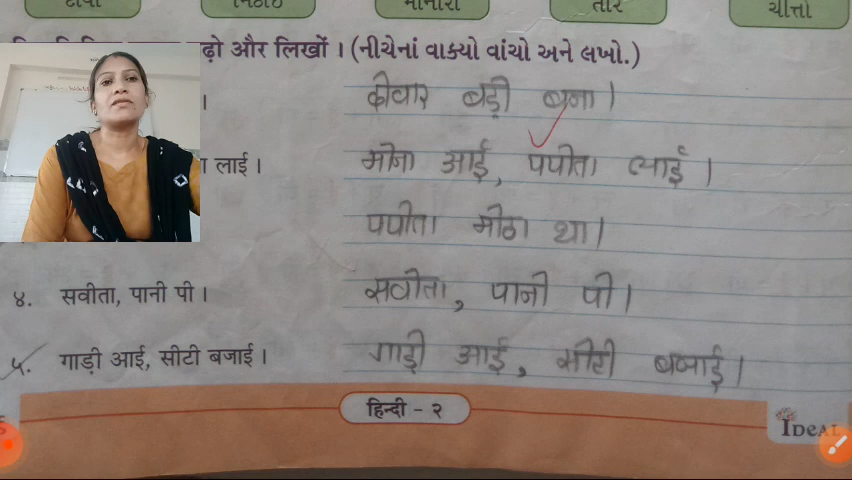 चीता
तार
ढ़ो और लिखों । (નીચેનાં વાક્યો વાંચો અને લખો.)
। दीवार बड़ी बना ।
लाई । मीना आई, पपीता ल्याई ।
पपीता मीठा था ।
४. सवीता, पानी पी । सवीता, पानी पी ।
५. गाड़ी आई, सीटी बजाई । गाड़ी आई, सीटी बजाई ।
हिन्दी - २
IDEAL